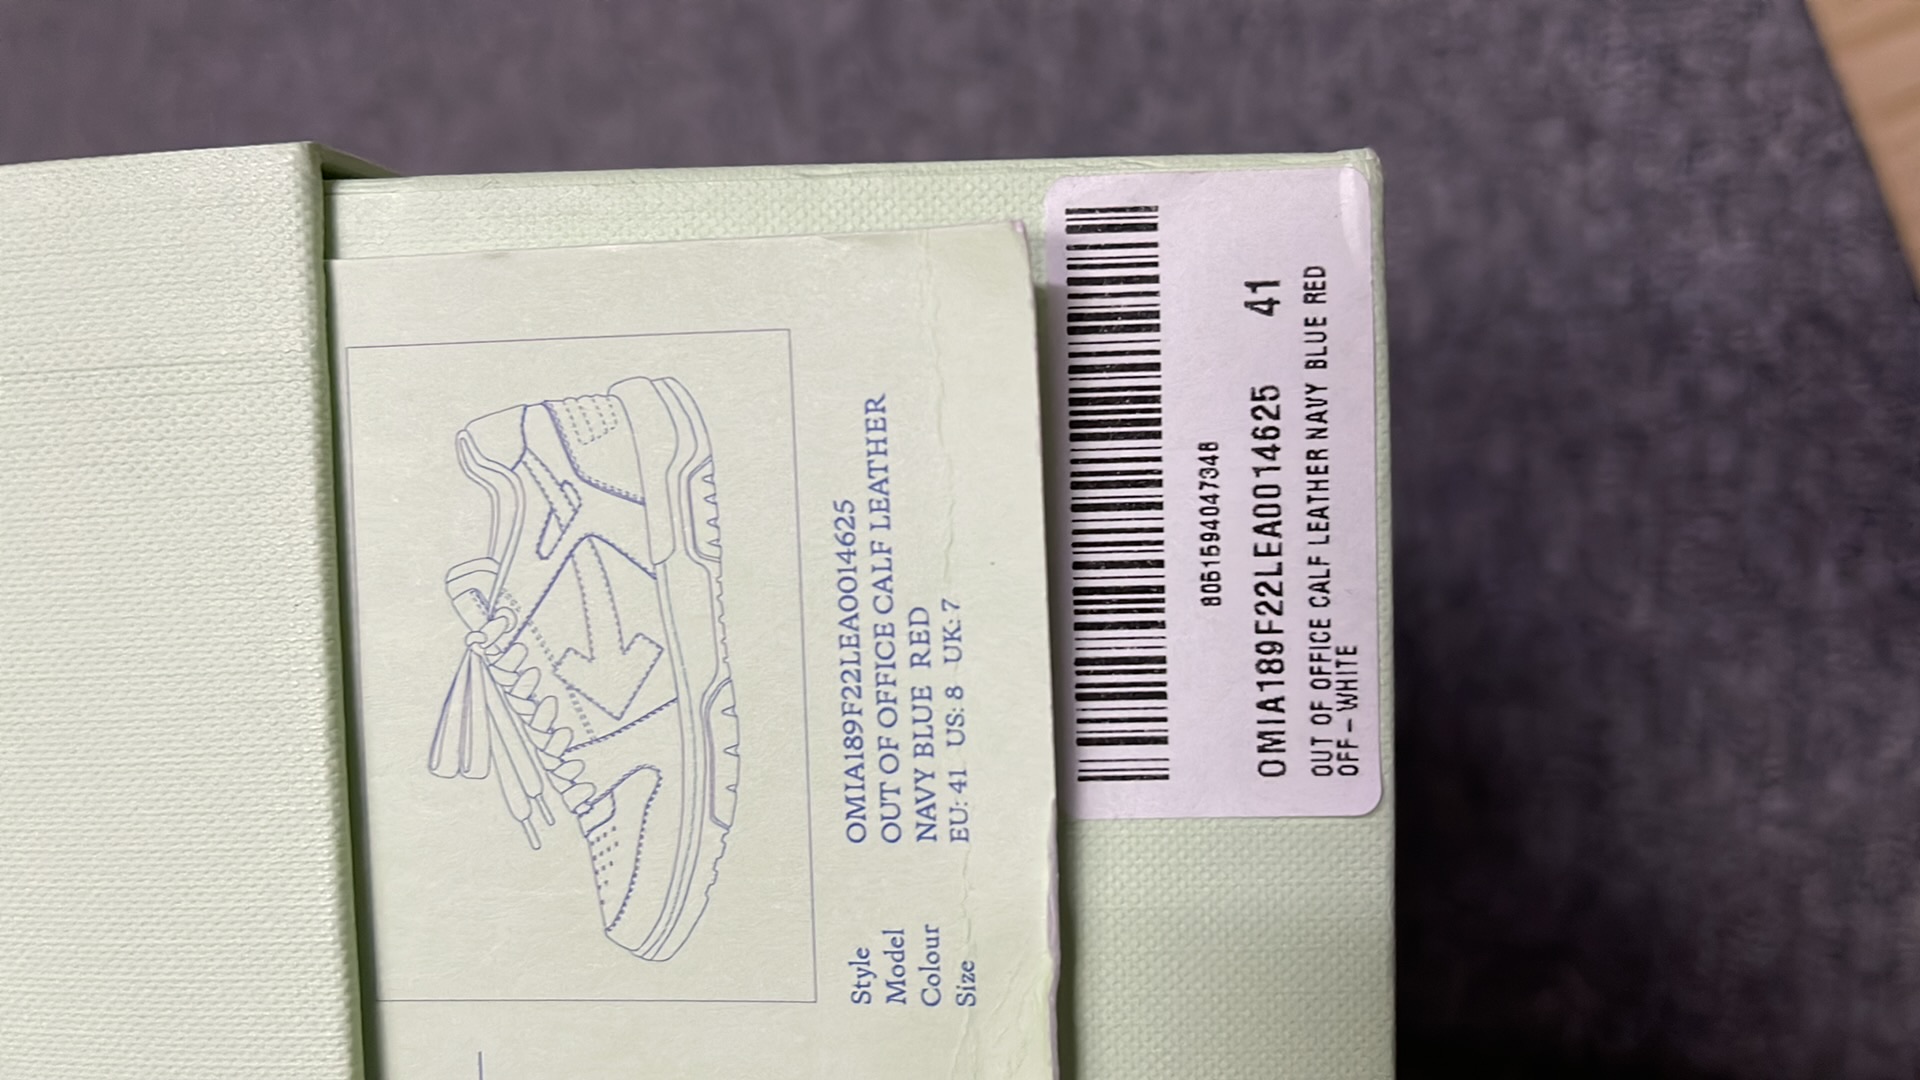 Style OMIA189F22LEA0014625
Model OUT OF OFFICE CALF LEATHER
Colour NAVY BLUE RED
Size EU: 41 US: 8 UK: 7
8051594047348
OMIA189F22LEA0014625 41
OUT OF OFFICE CALF LEATHER NAVY BLUE RED
OFF-WHITE